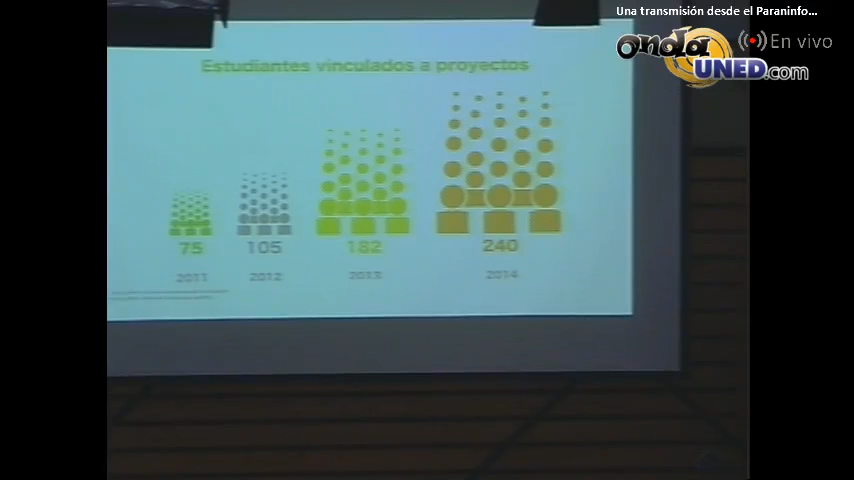 Una transmisión desde el Paraninfo...
onda
UNED.com
En vivo
Estudiantes vinculados a proyectos
75
105
182
240
2011
2012
2013
2014